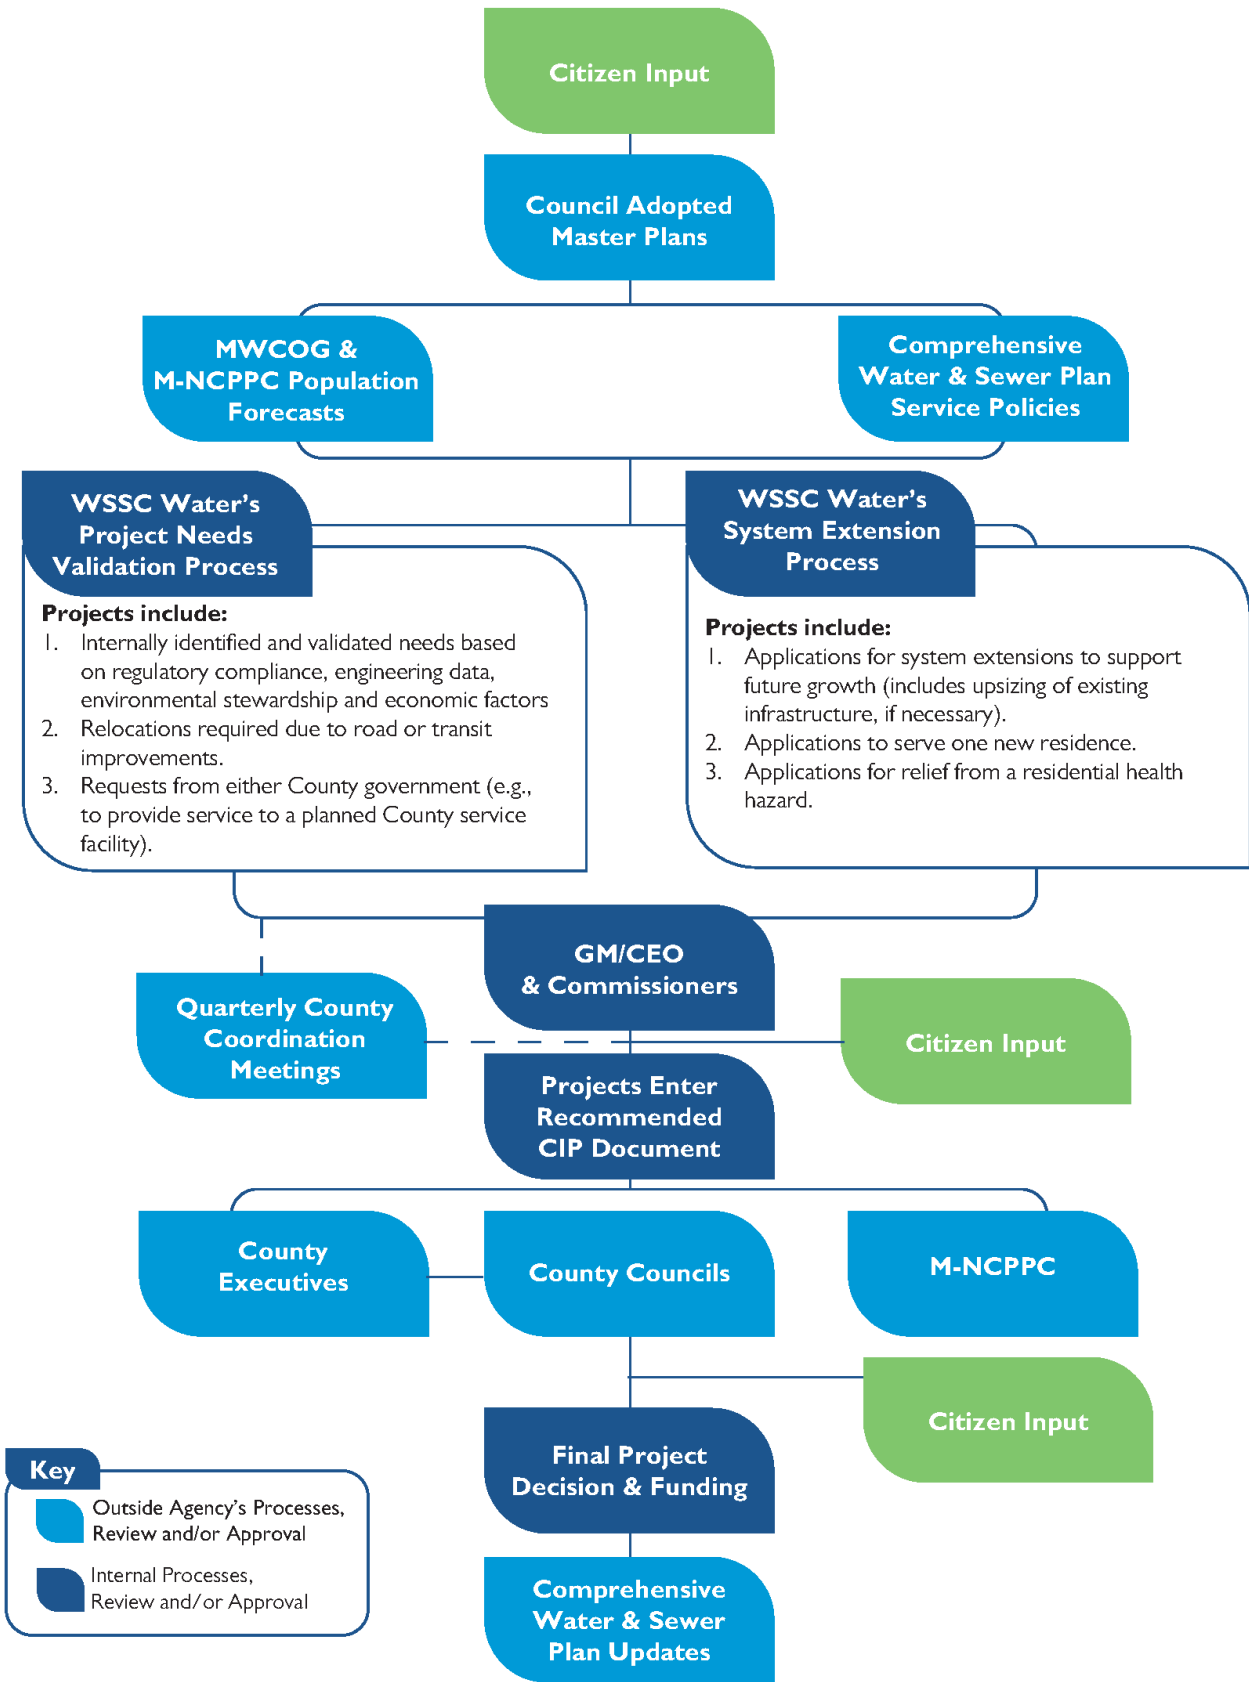 Citizen Input
Council Adopted
Master Plans
MWCOG &
M-NCPPC Population
Forecasts
Comprehensive
Water & Sewer Plan
Service Policies
WSSC Water's
Project Needs
Validation Process
Projects include:
1. Internally identified and validated needs based
on regulatory compliance, engineering data,
environmental stewardship and economic factors
2. Relocations required due to road or transit
improvements.
3. Requests from either County government (e.g.,
to provide service to a planned County service
facility).
WSSC Water's
System Extension
Process
Projects include:
1. Applications for system extensions to support
future growth (includes upsizing of existing
infrastructure, if necessary).
2. Applications to serve one new residence.
3. Applications for relief from a residential health
hazard.
GM/CEO
& Commissioners
Quarterly County
Coordination
Meetings
Citizen Input
Projects Enter
Recommended
CIP Document
County
Executives
County Councils
M-NCPPC
Citizen Input
Final Project
Decision & Funding
Key
Outside Agency's Processes,
Review and/or Approval
Internal Processes,
Review and/or Approval
Comprehensive
Water & Sewer
Plan Updates